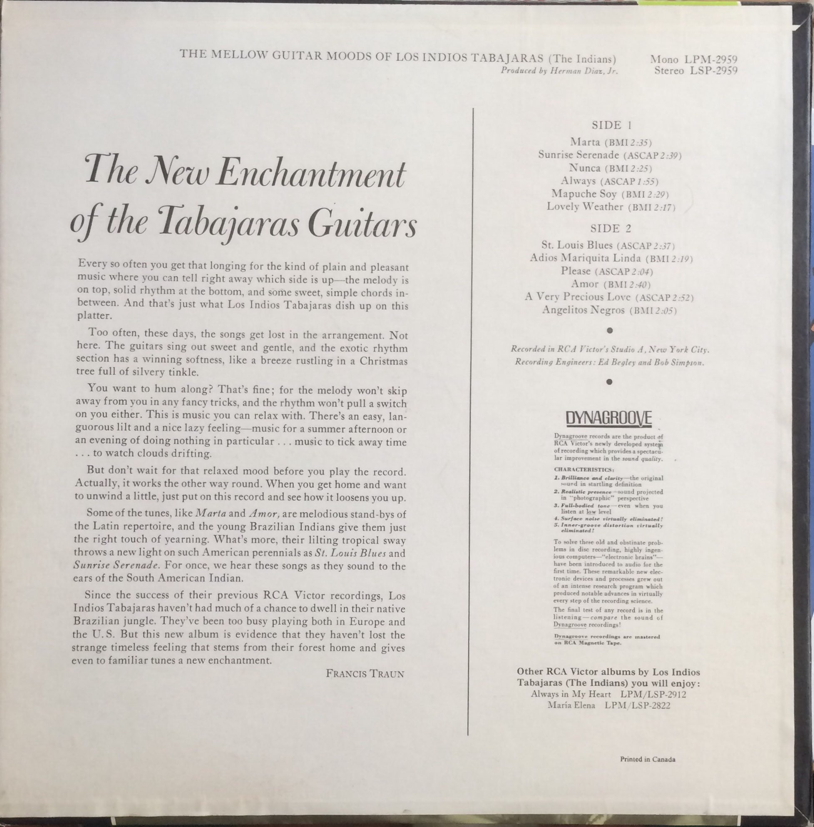 THE MELLOW GUITAR MOODS OF LOS INDIOS TABAJARAS (The Indians)
Produced by Herman Diaz, Jr.
Mono LPM-2959
Stereo LSP-2959
The New Enchantment
of the Tabajaras Guitars
Every so often you get that longing for the kind of plain and pleasant
music where you can tell right away which side is up—the melody is
on top, solid rhythm at the bottom, and some sweet, simple chords in-
between. And that's just what Los Indios Tabajaras dish up on this
platter.
Too often, these days, the songs get lost in the arrangement. Not
here. The guitars sing out sweet and gentle, and the exotic rhythm
section has a winning softness, like a breeze rustling in a Christmas
tree full of silvery tinkle.
You want to hum along? That's fine; for the melody won't skip
away from you in any fancy tricks, and the rhythm won't pull a switch
on you either. This is music you can relax with. There's an easy, lan-
guorous lilt and a nice lazy feeling—music for a summer afternoon or
an evening of doing nothing in particular . . . music to tick away time
. . . to watch clouds drifting.
But don't wait for that relaxed mood before you play the record.
Actually, it works the other way round. When you get home and want
to unwind a little, just put on this record and see how it loosens you up.
Some of the tunes, like Marta and Amor, are melodious stand-bys of
the Latin repertoire, and the young Brazilian Indians give them just
the right touch of yearning. What's more, their lilting tropical sway
throws a new light on such American perennials as St. Louis Blues and
Sunrise Serenade. For once, we hear these songs as they sound to the
ears of the South American Indian.
Since the success of their previous RCA Victor recordings, Los
Indios Tabajaras haven't had much of a chance to dwell in their native
Brazilian jungle. They've been too busy playing both in Europe and
the U. S. But this new album is evidence that they haven't lost the
strange timeless feeling that stems from their forest home and gives
even to familiar tunes a new enchantment.
FRANCIS TRAUN
SIDE 1
Marta (BMI 2:35)
Sunrise Serenade (ASCAP 2:39)
Nunca (BMI 2:25)
Always (ASCAP 1:55)
Mapuche Soy (BMI 2:29)
Lovely Weather (BMI 2:17)
SIDE 2
St. Louis Blues (ASCAP 2:37)
Adios Mariquita Linda (BMI 2:19)
Please (ASCAP 2:04)
Amor (BMI 2:40)
A Very Precious Love (ASCAP 2:52)
Angelitos Negros (BMI 2:05)
Recorded in RCA Victor's Studio A, New York City.
Recording Engineers: Ed Begley and Bob Simpson.
DYNAGROOVE
Dynagroove records are the product of
RCA Victor's newly developed system
of recording which provides a spectacu-
lar improvement in the sound quality.
CHARACTERISTICS:
1. Brilliance and clarity—the original
sound in startling definition
2. Realistic presence—sound projected
in "photographic" perspective
3. Full-bodied tone—even when you
listen at low level
4. Surface noise virtually eliminated!
5. Inner-groove distortion virtually
eliminated!
To solve these old and obstinate prob-
lems in disc recording, highly ingen-
ious computers—"electronic brains"—
have been introduced to audio for the
first time. These remarkable new elec-
tronic devices and processes grew out
of an intense research program which
produced notable advances in virtually
every step of the recording science.
The final test of any record is in the
listening—compare the sound of
Dynagroove recordings!
Dynagroove recordings are mastered
on RCA Magnetic Tape.
Other RCA Victor albums by Los Indios
Tabajaras (The Indians) you will enjoy:
Always in My Heart LPM/LSP-2912
Maria Elena LPM/LSP-2822
Printed in Canada